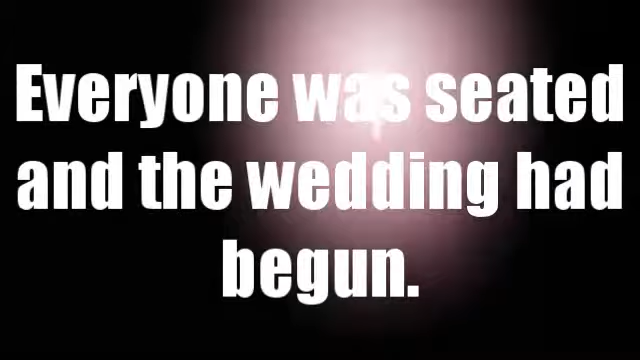 Everyone was seated
and the wedding had
begun.